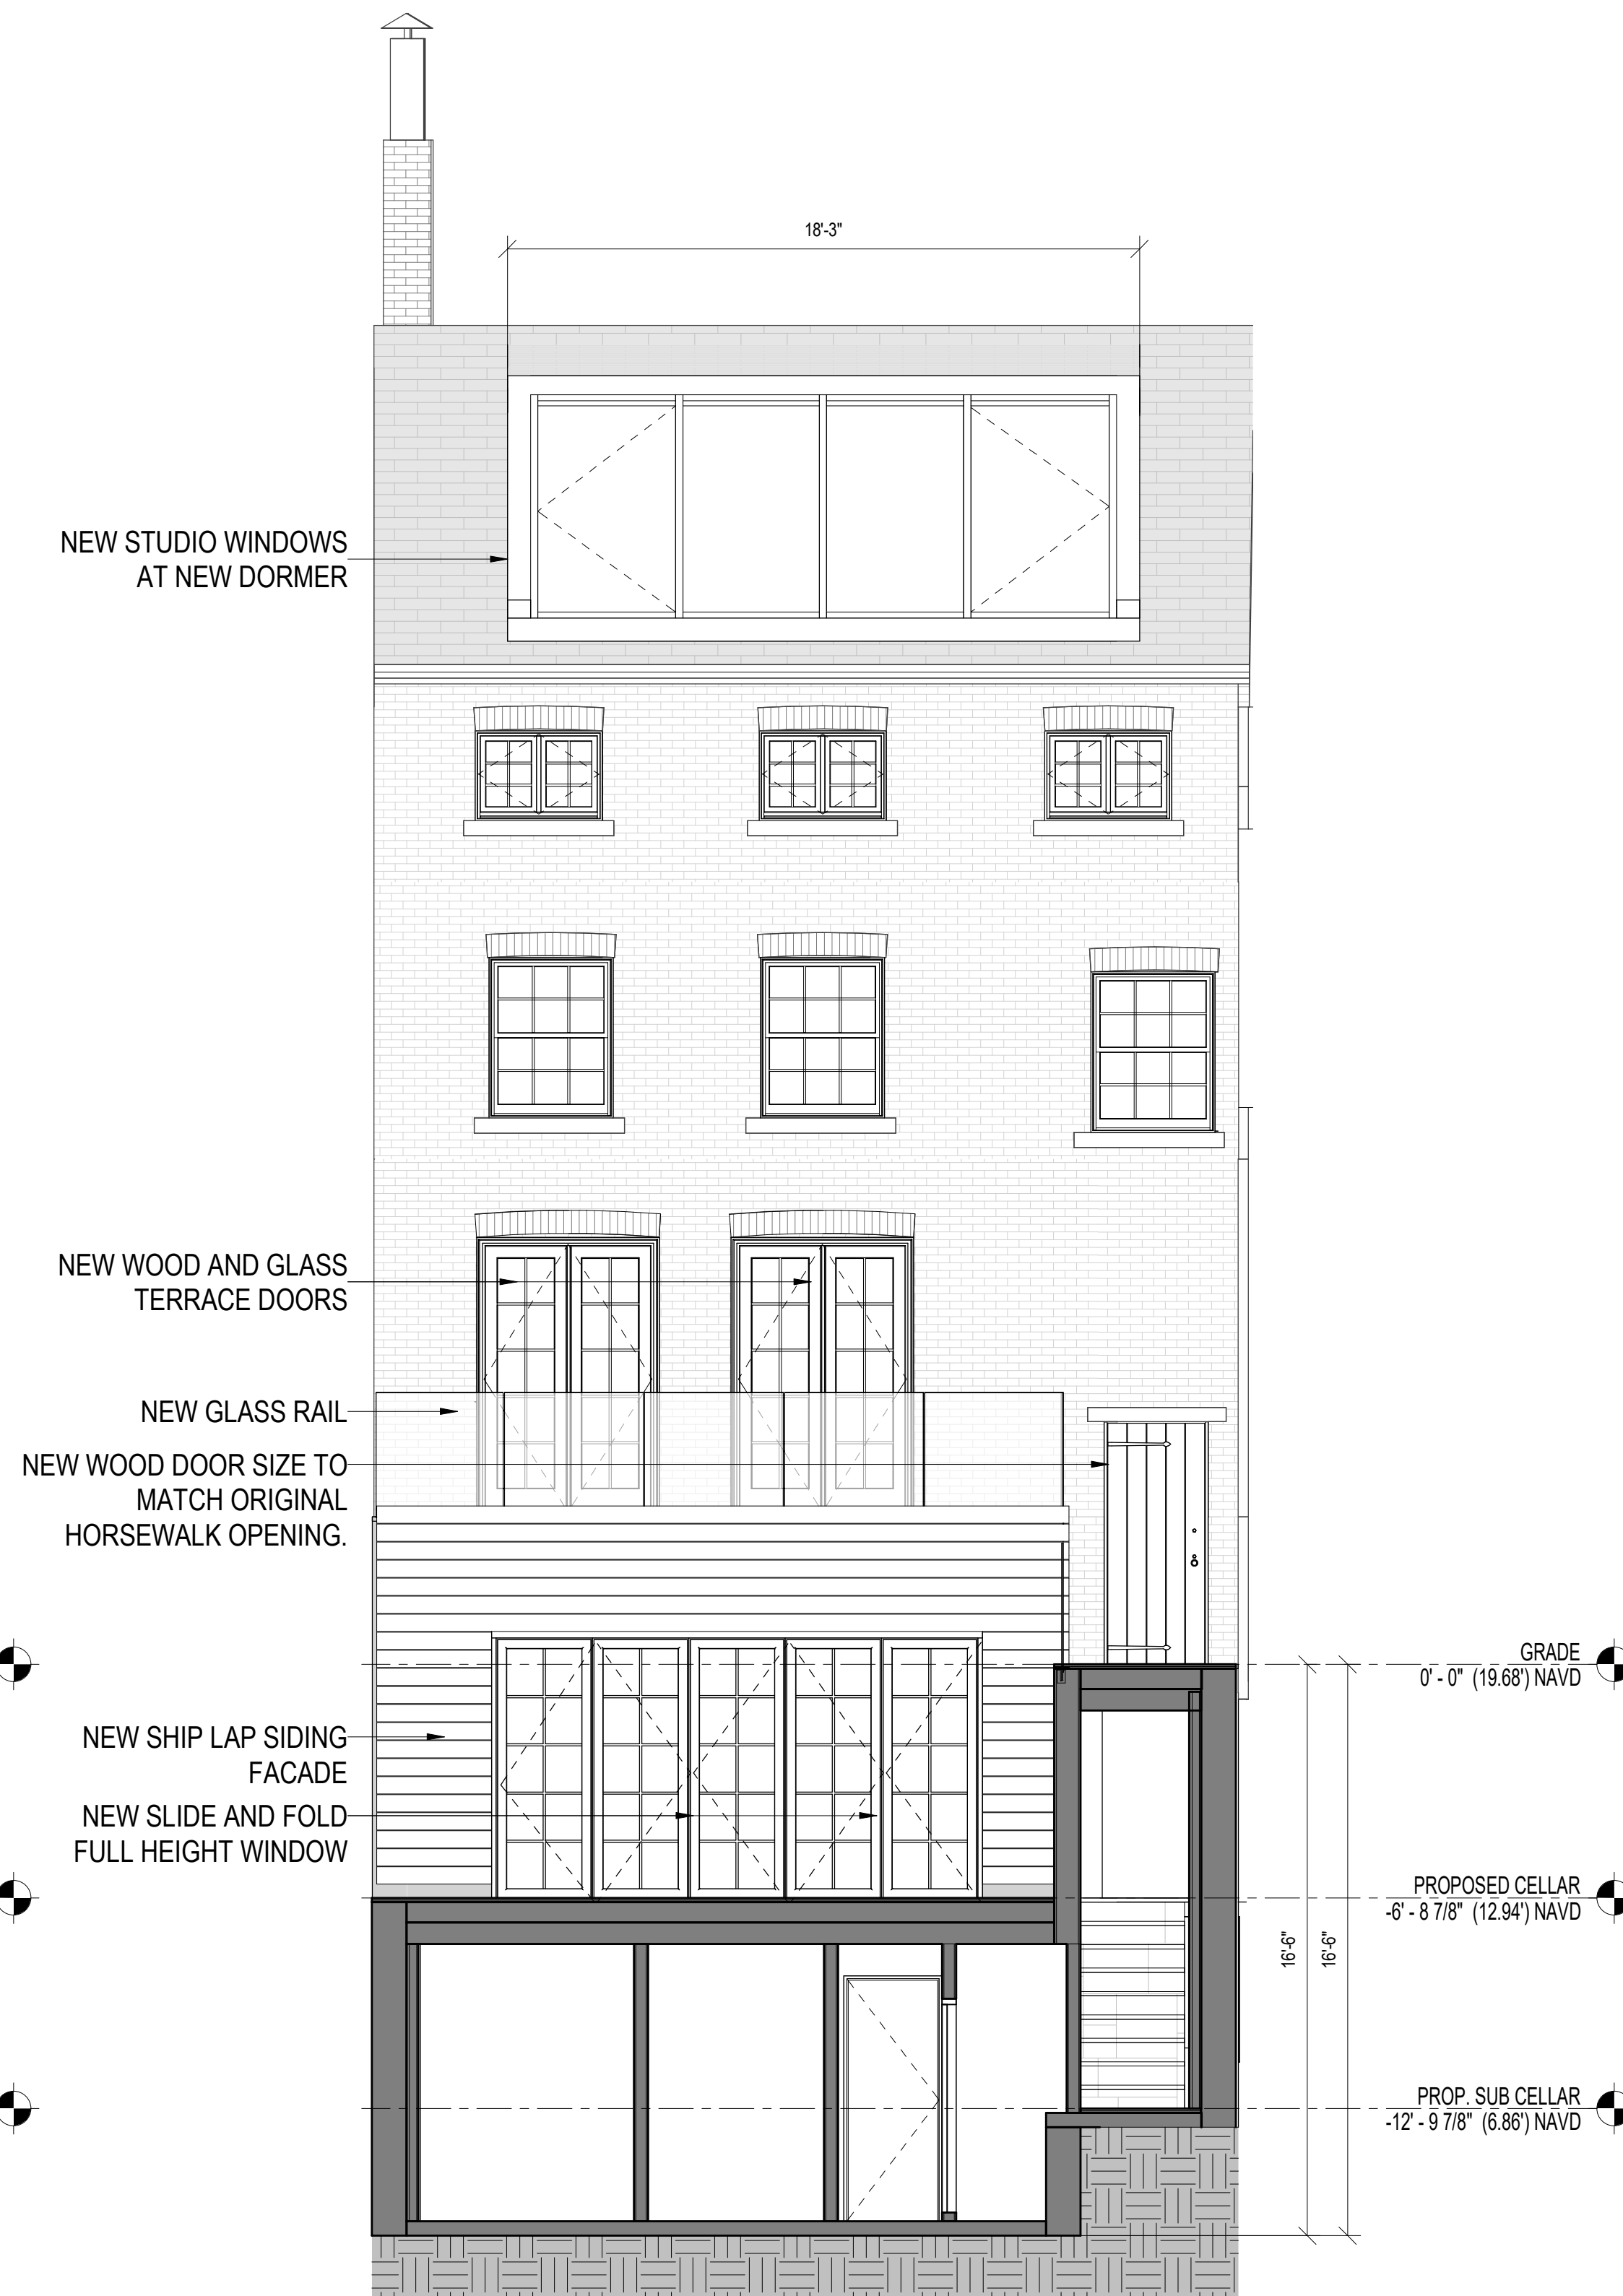 18'-3"
NEW STUDIO WINDOWS
AT NEW DORMER
NEW WOOD AND GLASS
TERRACE DOORS
NEW GLASS RAIL
NEW WOOD DOOR SIZE TO
MATCH ORIGINAL
HORSEWALK OPENING.
GRADE
0' - 0" (19.68') NAVD
NEW SHIP LAP SIDING
FACADE
NEW SLIDE AND FOLD
FULL HEIGHT WINDOW
PROPOSED CELLAR
-6' - 8 7/8" (12.94') NAVD
16'-6"
16'-6"
PROP. SUB CELLAR
-12' - 9 7/8" (6.86') NAVD